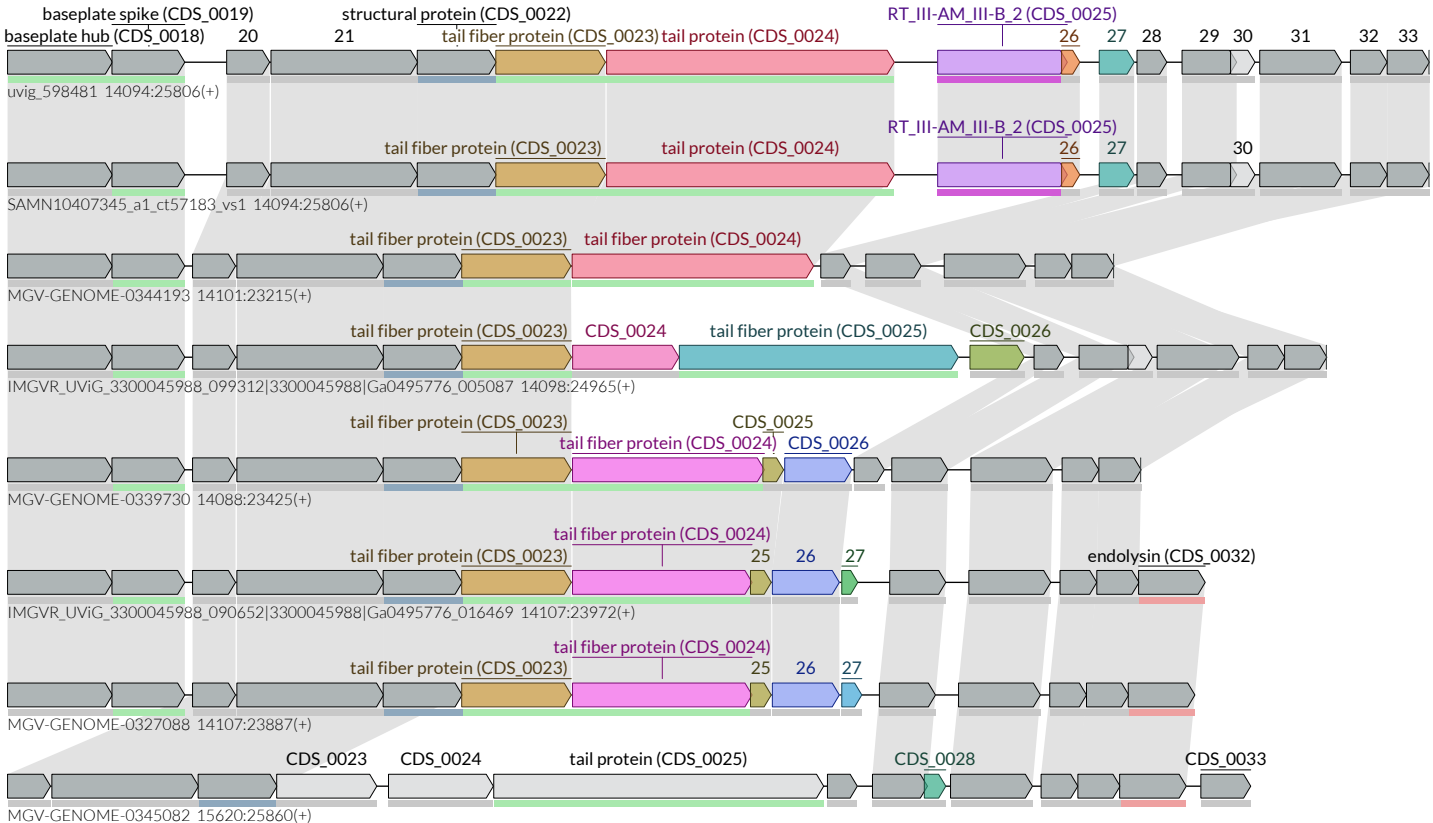 baseplate spike (CDS_0019) structural protein (CDS_0022) RT_III-AM_III-B_2 (CDS_0025)
baseplate hub (CDS_0018) 20 21 tail fiber protein (CDS_0023) tail protein (CDS_0024) 26 27 28 29 30 31 32 33
uvig_598481 14094:25806(+)
RT_III-AM_III-B_2 (CDS_0025)
tail fiber protein (CDS_0023) tail protein (CDS_0024) 26 27 30
SAMN10407345_a1_ct57183_vs1 14094:25806(+)
tail fiber protein (CDS_0023) tail fiber protein (CDS_0024)
MGV-GENOME-0344193 14101:23215(+)
tail fiber protein (CDS_0023) CDS_0024 tail fiber protein (CDS_0025) CDS_0026
IMGVR_UViG_3300045988_099312|3300045988|Ga0495776_005087 14098:24965(+)
tail fiber protein (CDS_0023) CDS_0025
tail fiber protein (CDS_0024) CDS_0026
MGV-GENOME-0339730 14088:23425(+)
tail fiber protein (CDS_0024)
tail fiber protein (CDS_0023) 25 26 27 endolysin (CDS_0032)
IMGVR_UViG_3300045988_090652|3300045988|Ga0495776_016469 14107:23972(+)
tail fiber protein (CDS_0024)
tail fiber protein (CDS_0023) 25 26 27
MGV-GENOME-0327088 14107:23887(+)
CDS_0023 CDS_0024 tail protein (CDS_0025) CDS_0028 CDS_0033
MGV-GENOME-0345082 15620:25860(+)